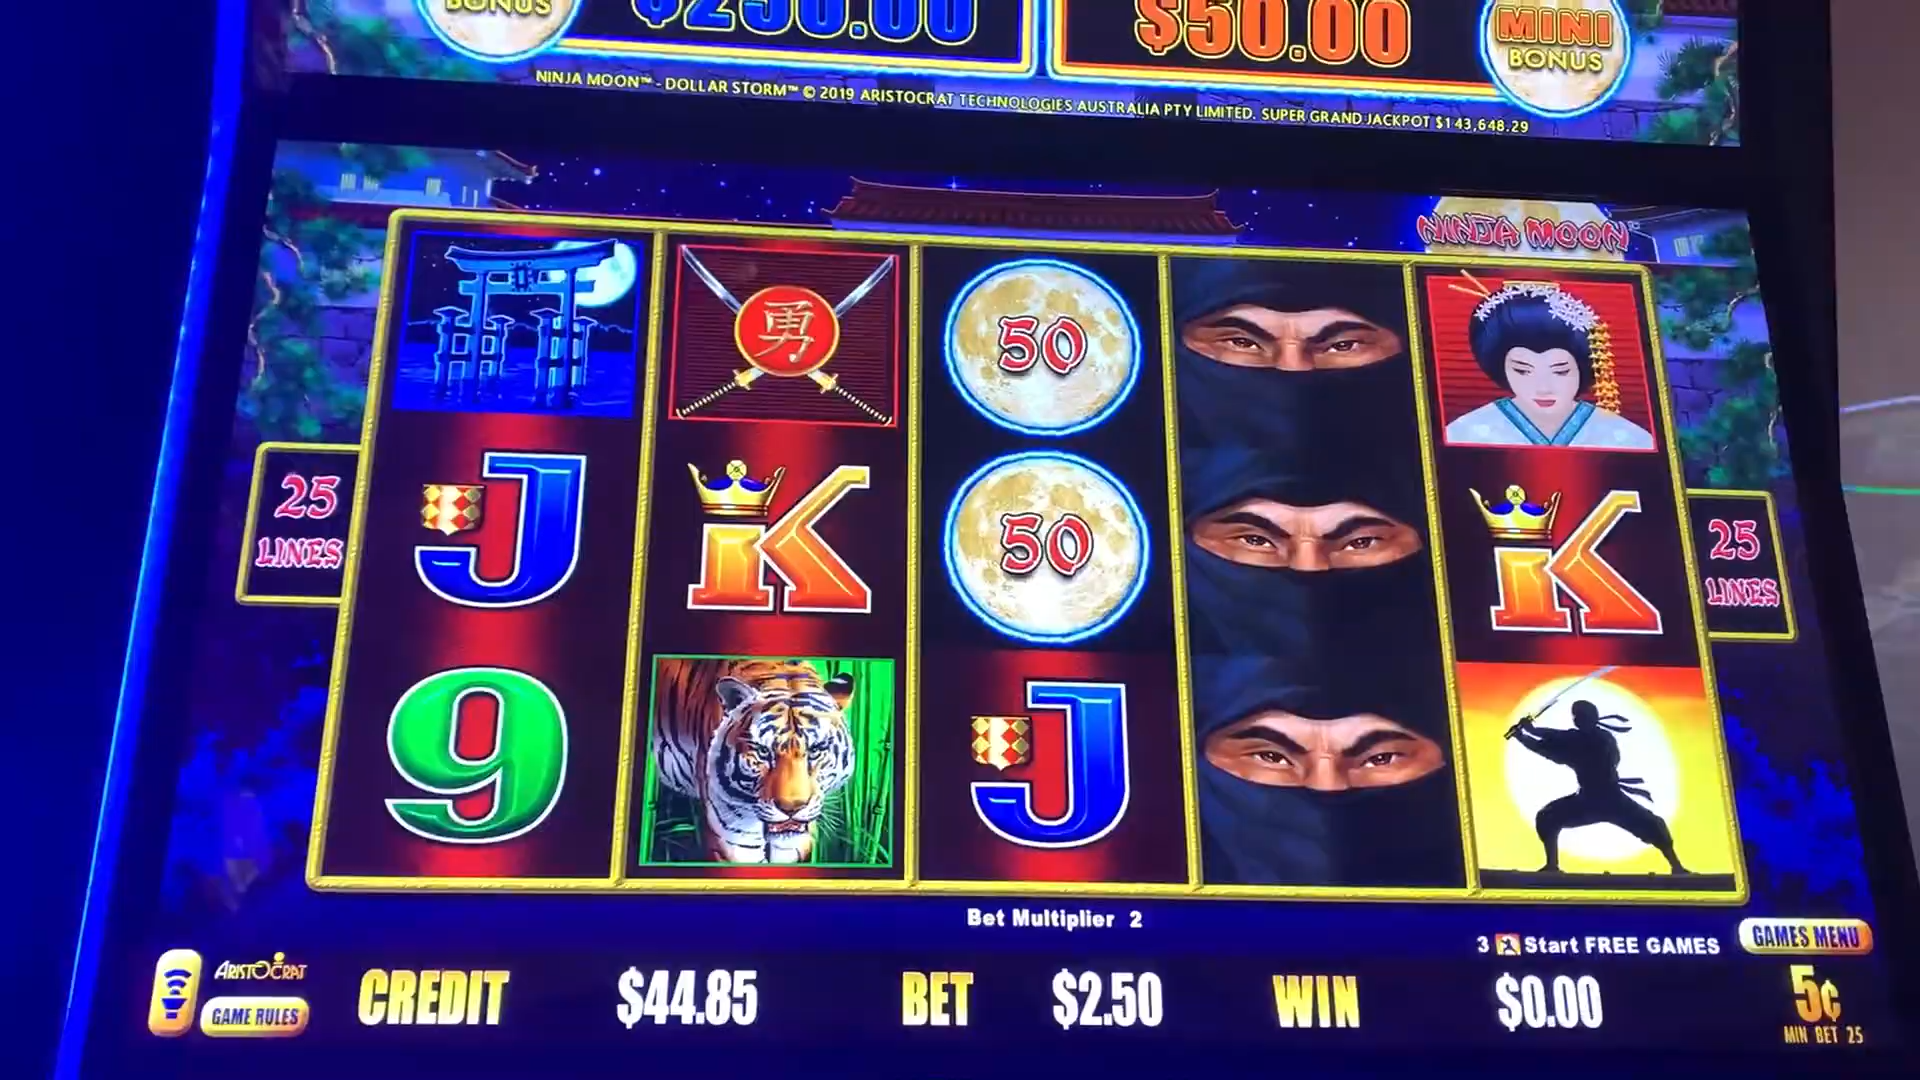 BONUS
$250.00
$50.00
MINI
BONUS
NINJA MOON™ - DOLLAR STORM™ © 2019 ARISTOCRAT TECHNOLOGIES AUSTRALIA PTY LIMITED. SUPER GRAND JACKPOT $143,648.29
NINJA MOON
勇
50
25
LINES
J
K
50
K
25
LINES
9
J
Bet Multiplier 2
3 Start FREE GAMES
GAMES MENU
ARISTOCRAT
GAME RULES
CREDIT $44.85 BET $2.50 WIN $0.00
5¢
MIN BET 25